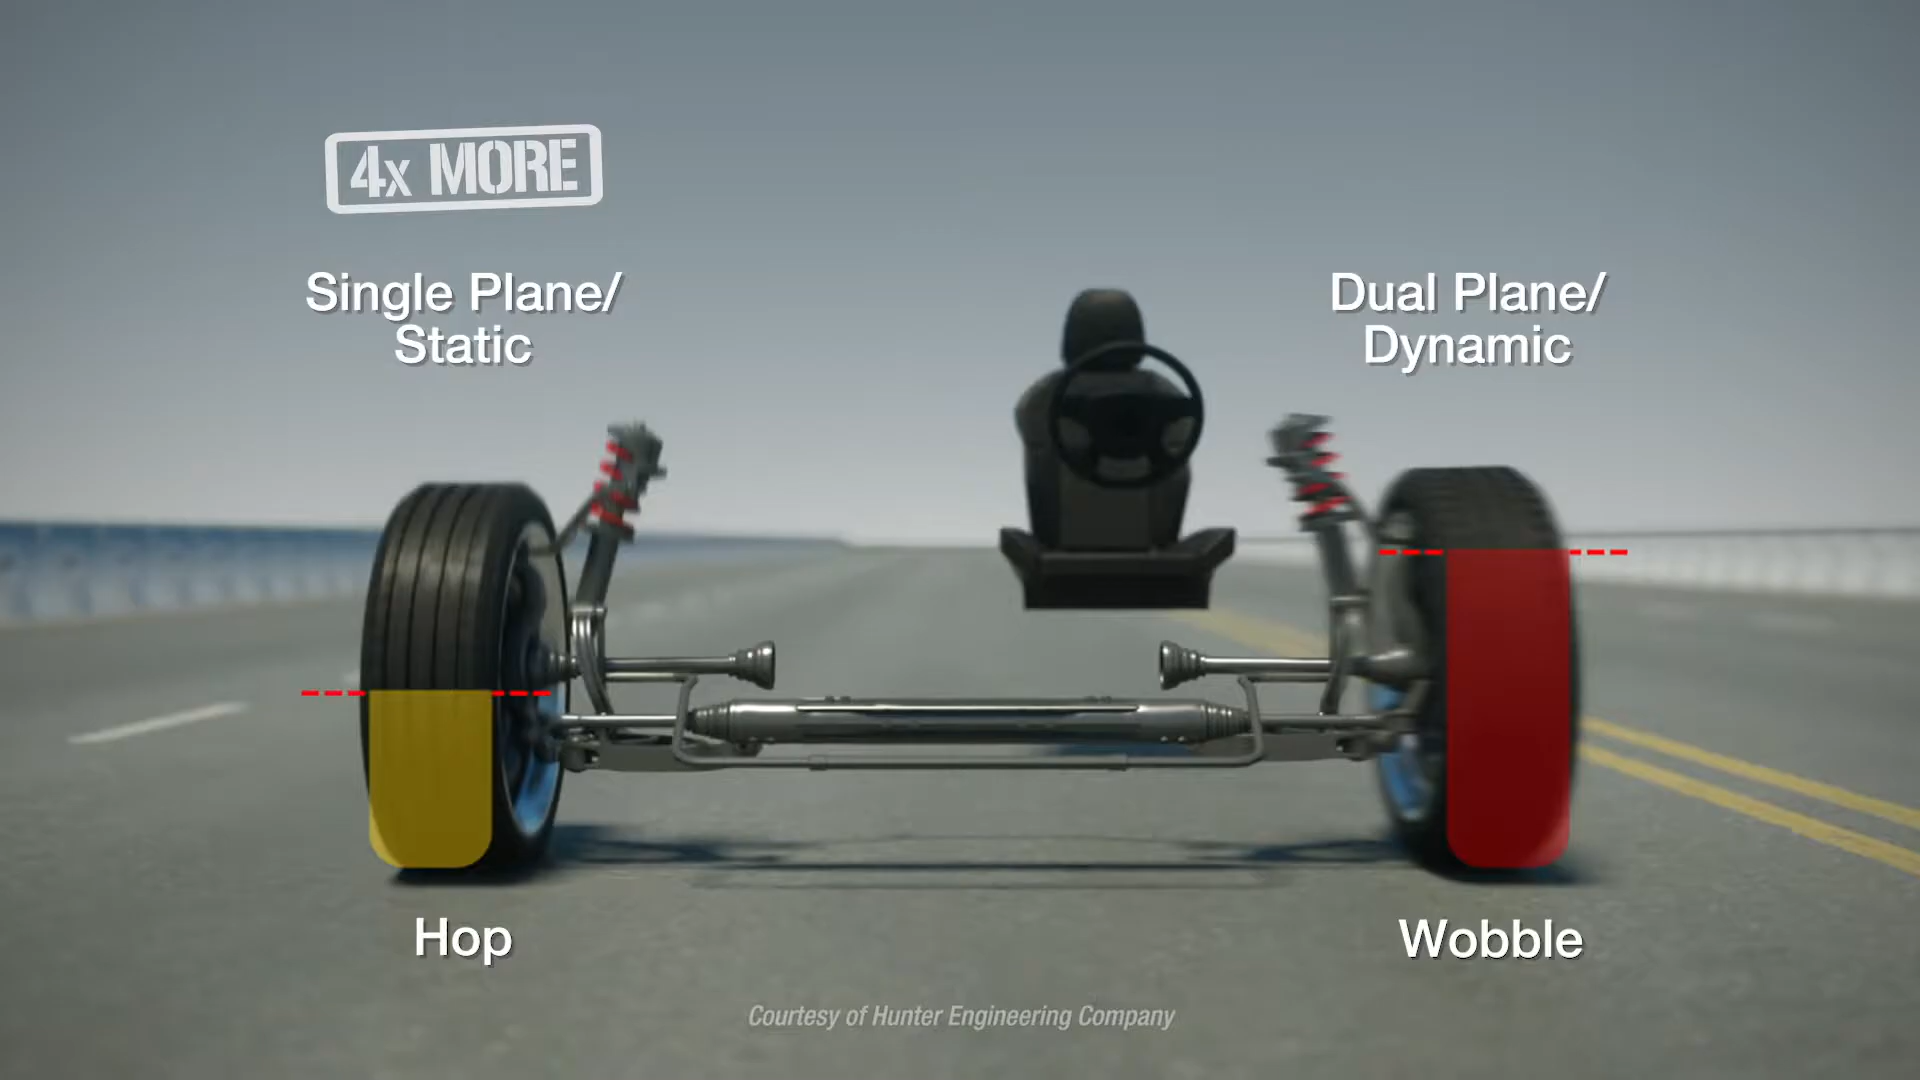 4x MORE
Single Plane/
Static
Dual Plane/
Dynamic
Hop
Wobble
Courtesy of Hunter Engineering Company